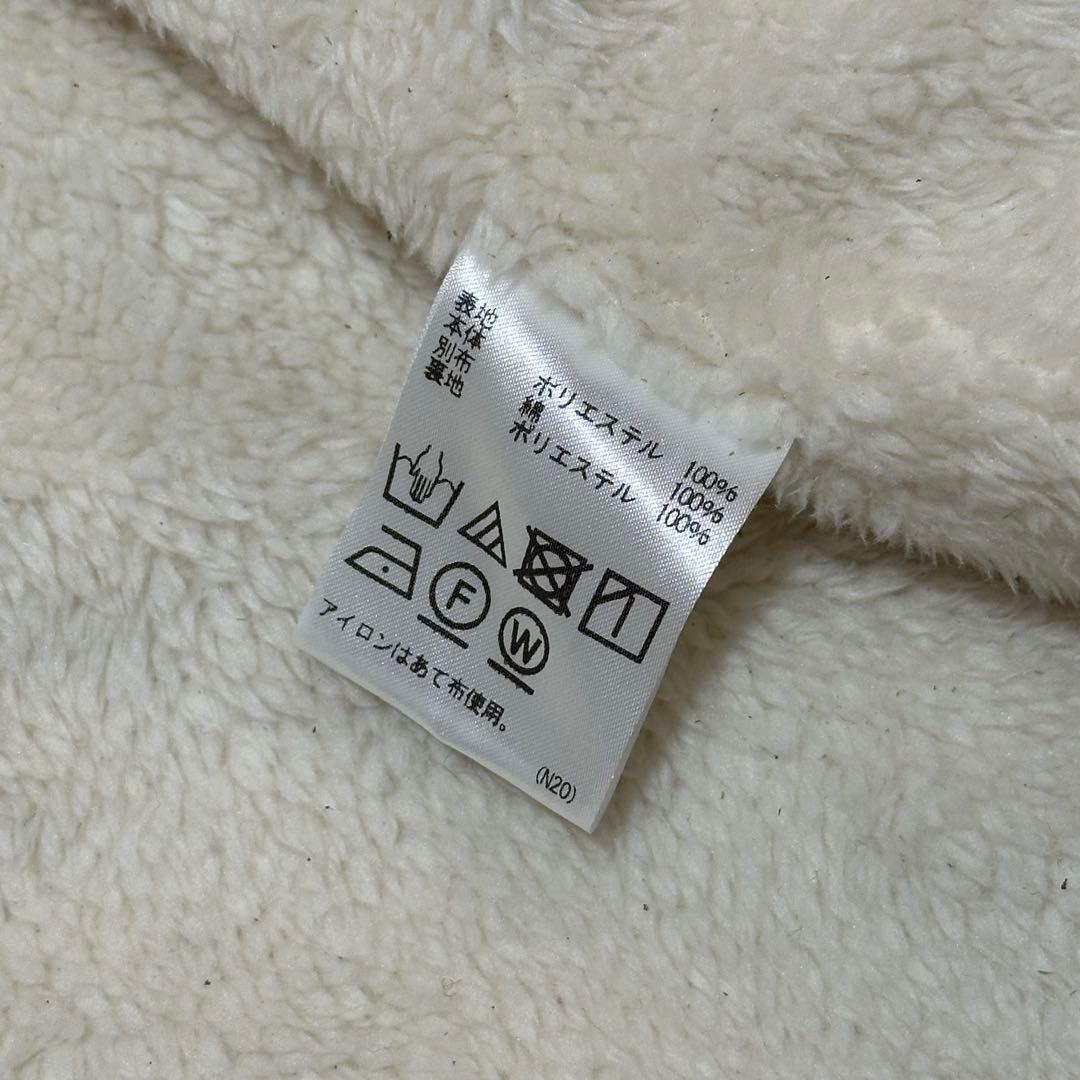 表地
本体 ポリエステル 100%
別布 綿 100%
裏地 ポリエステル 100%
F
W
アイロンはあて布使用。
(N20)